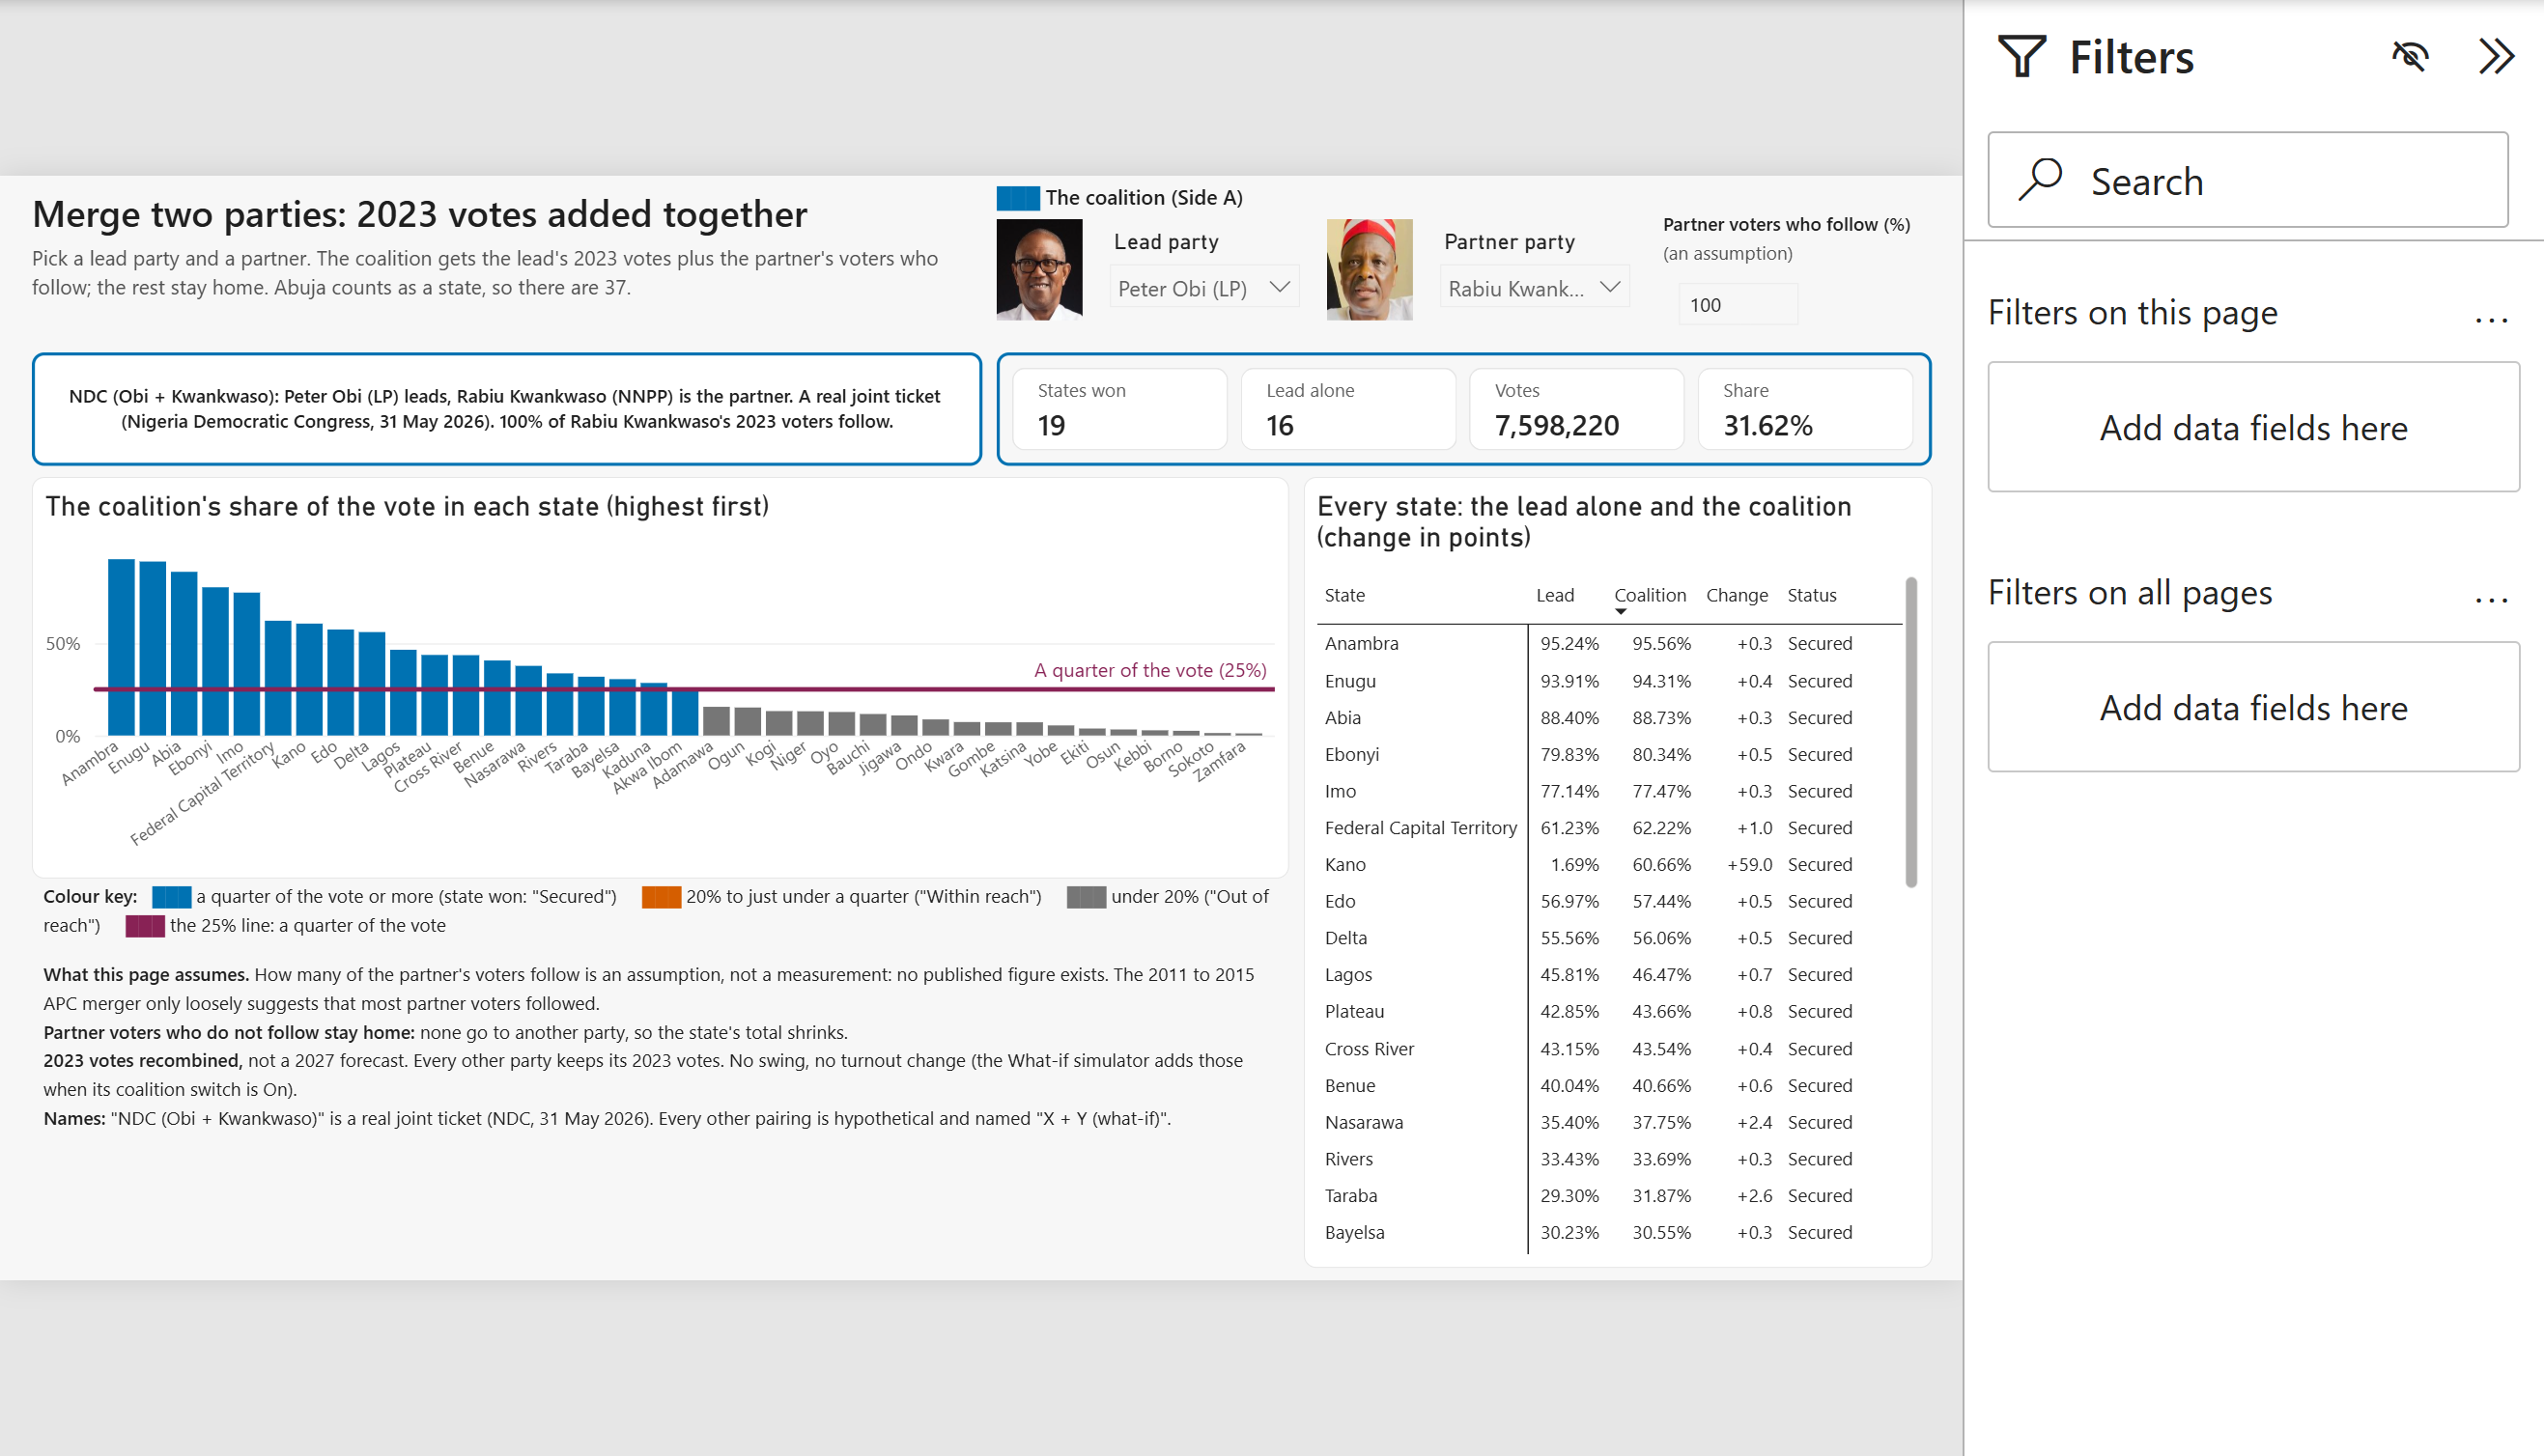 Merge two parties: 2023 votes added together
Pick a lead party and a partner. The coalition gets the lead's 2023 votes plus the partner's voters who
follow; the rest stay home. Abuja counts as a state, so there are 37.
The coalition (Side A)
Lead party
Peter Obi (LP)
Partner party
Rabiu Kwank...
Partner voters who follow (%)
(an assumption)
100
NDC (Obi + Kwankwaso): Peter Obi (LP) leads, Rabiu Kwankwaso (NNPP) is the partner. A real joint ticket
(Nigeria Democratic Congress, 31 May 2026). 100% of Rabiu Kwankwaso's 2023 voters follow.
States won
19
Lead alone
16
Votes
7,598,220
Share
31.62%
The coalition's share of the vote in each state (highest first)
50%
0%
A quarter of the vote (25%)
Anambra
Enugu
Abia
Ebonyi
Imo
Federal Capital Territory
Kano
Edo
Delta
Lagos
Plateau
Cross River
Benue
Nasarawa
Rivers
Taraba
Bayelsa
Kaduna
Akwa Ibom
Adamawa
Ogun
Kogi
Niger
Oyo
Bauchi
Jigawa
Ondo
Kwara
Gombe
Katsina
Yobe
Ekiti
Osun
Kebbi
Borno
Sokoto
Zamfara
Colour key: a quarter of the vote or more (state won: "Secured") 20% to just under a quarter ("Within reach") under 20% ("Out of
reach") the 25% line: a quarter of the vote
What this page assumes. How many of the partner's voters follow is an assumption, not a measurement: no published figure exists. The 2011 to 2015
APC merger only loosely suggests that most partner voters followed.
Partner voters who do not follow stay home: none go to another party, so the state's total shrinks.
2023 votes recombined, not a 2027 forecast. Every other party keeps its 2023 votes. No swing, no turnout change (the What-if simulator adds those
when its coalition switch is On).
Names: "NDC (Obi + Kwankwaso)" is a real joint ticket (NDC, 31 May 2026). Every other pairing is hypothetical and named "X + Y (what-if)".
Every state: the lead alone and the coalition
(change in points)
State Lead Coalition Change Status
Anambra 95.24% 95.56% +0.3 Secured
Enugu 93.91% 94.31% +0.4 Secured
Abia 88.40% 88.73% +0.3 Secured
Ebonyi 79.83% 80.34% +0.5 Secured
Imo 77.14% 77.47% +0.3 Secured
Federal Capital Territory 61.23% 62.22% +1.0 Secured
Kano 1.69% 60.66% +59.0 Secured
Edo 56.97% 57.44% +0.5 Secured
Delta 55.56% 56.06% +0.5 Secured
Lagos 45.81% 46.47% +0.7 Secured
Plateau 42.85% 43.66% +0.8 Secured
Cross River 43.15% 43.54% +0.4 Secured
Benue 40.04% 40.66% +0.6 Secured
Nasarawa 35.40% 37.75% +2.4 Secured
Rivers 33.43% 33.69% +0.3 Secured
Taraba 29.30% 31.87% +2.6 Secured
Bayelsa 30.23% 30.55% +0.3 Secured
Filters
Search
Filters on this page
...
Add data fields here
Filters on all pages
...
Add data fields here